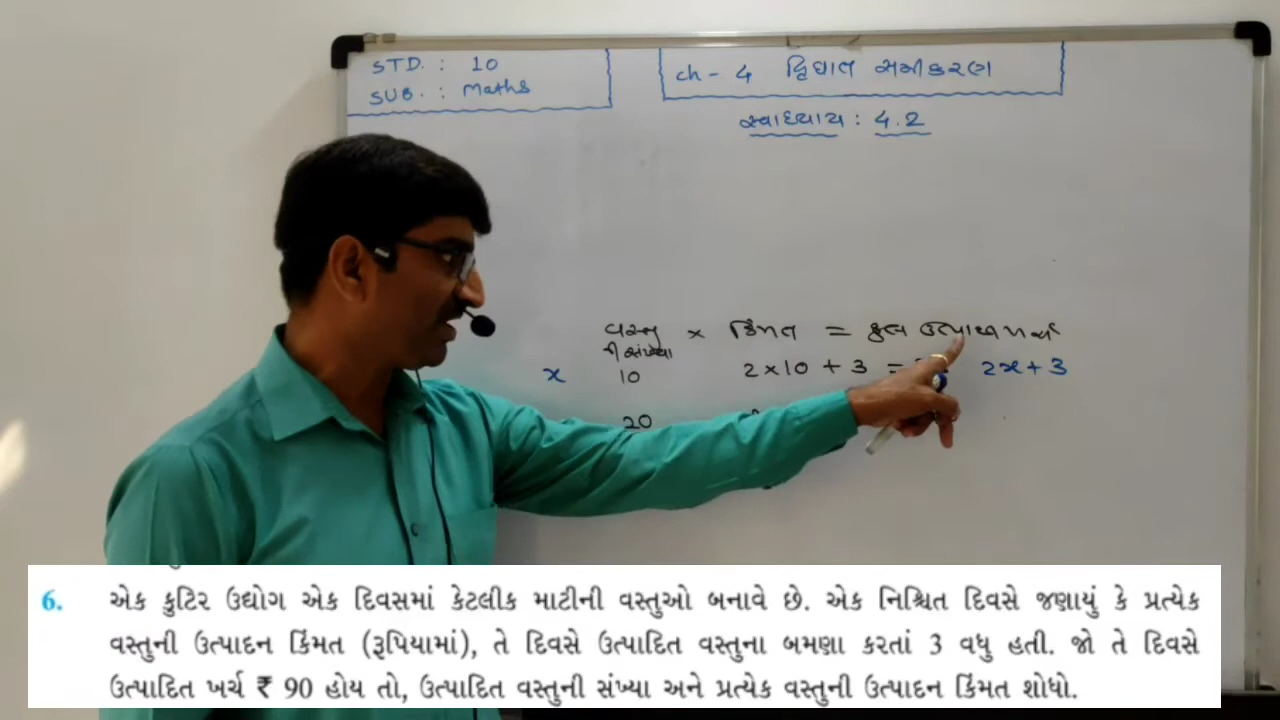 STD. : 10
SUB. : Maths
ch - 4 દ્વિઘાત સમીકરણ
સ્વાધ્યાય : 4.2
વસ્તુ × કિંમત = કુલ ઉત્પાદન ખર્ચ
ની સંખ્યા
x 10 2×10 + 3 = 2x + 3
20
6. એક કુટિર ઉદ્યોગ એક દિવસમાં કેટલીક માટીની વસ્તુઓ બનાવે છે. એક નિશ્ચિત દિવસે જણાયું કે પ્રત્યેક
વસ્તુની ઉત્પાદન કિંમત (રૂપિયામાં), તે દિવસે ઉત્પાદિત વસ્તુના બમણા કરતાં 3 વધુ હતી. જો તે દિવસે
ઉત્પાદિત ખર્ચ ₹ 90 હોય તો, ઉત્પાદિત વસ્તુની સંખ્યા અને પ્રત્યેક વસ્તુની ઉત્પાદન કિંમત શોધો.